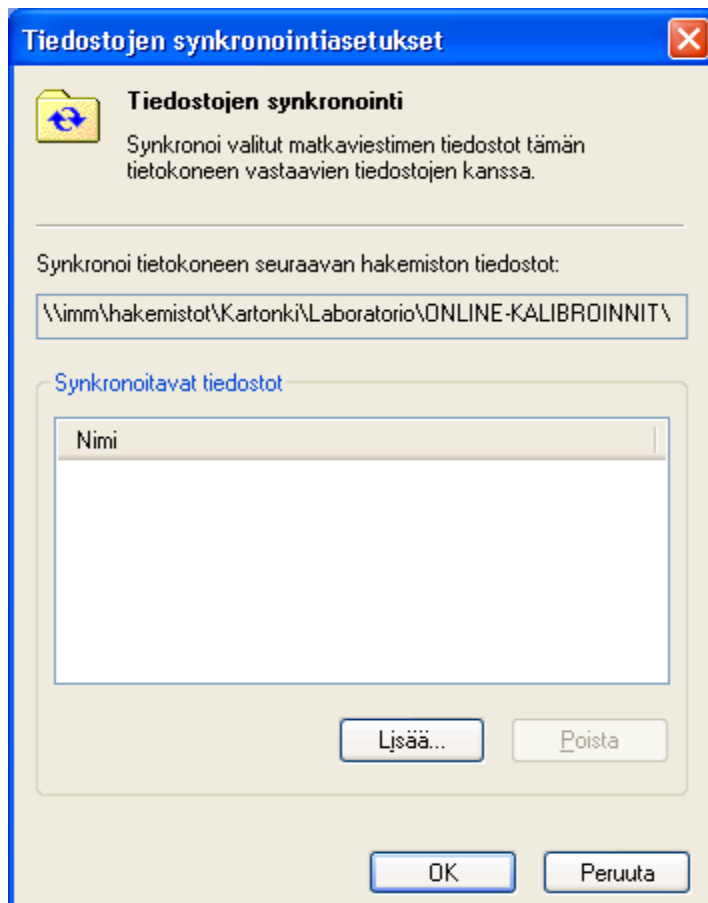 Tiedostojen synkronointiasetukset
Tiedostojen synkronointi
Synkronoi valitut matkaviestimen tiedostot tämän
tietokoneen vastaavien tiedostojen kanssa.
Synkronoi tietokoneen seuraavan hakemiston tiedostot:
\\imm\hakemistot\Kartonki\Laboratorio\ONLINE-KALIBROINNIT\
Synkronoitavat tiedostot
Nimi
Lisää...
Poista
OK
Peruuta